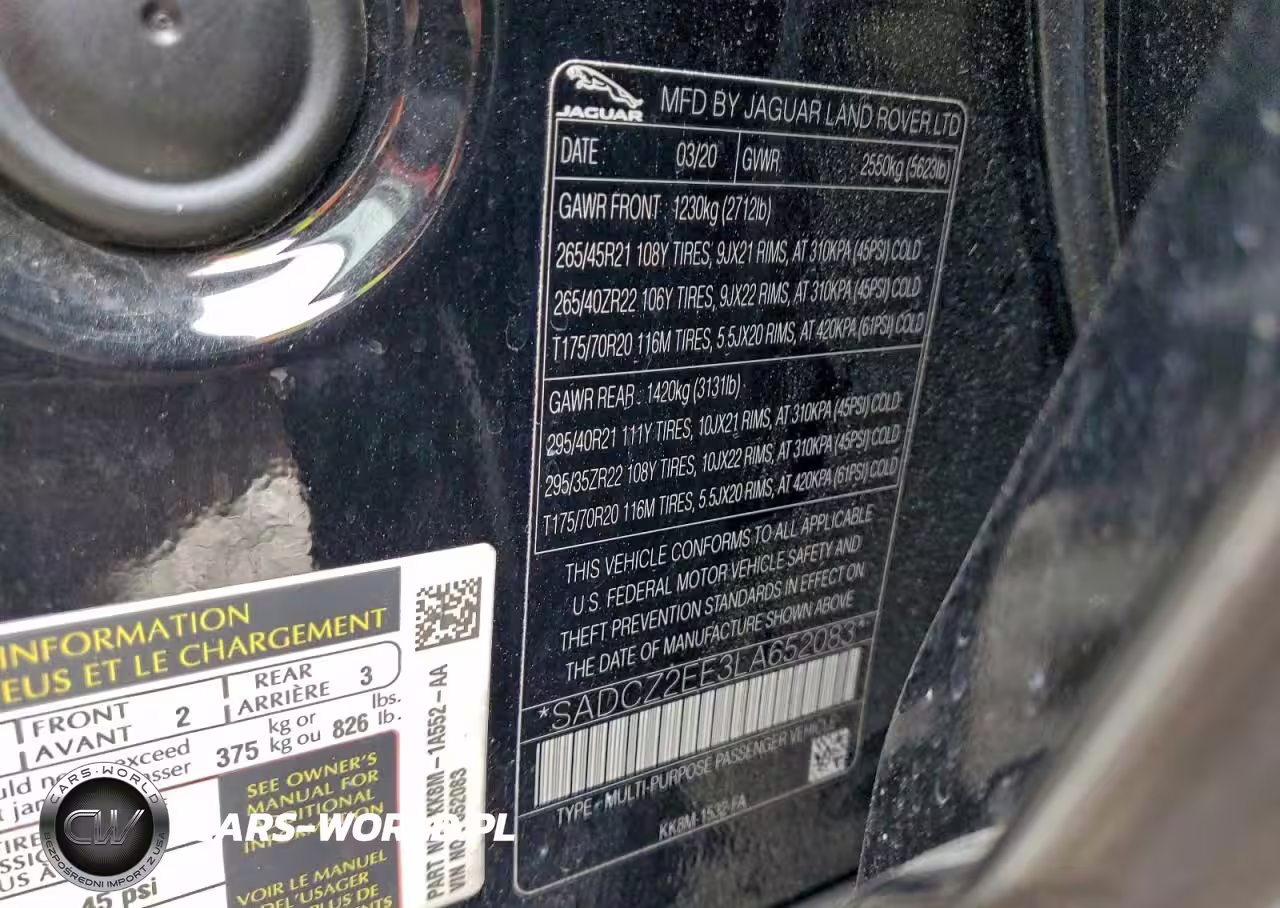 JAGUAR
MFD BY JAGUAR LAND ROVER LTD
DATE: 03/20 GVWR 2550kg (5623lb)
GAWR FRONT 1230kg (2712lb)
265/45R21 108Y TIRES, 9JX21 RIMS, AT 310KPA (45PSI) COLD
265/40ZR22 106Y TIRES, 9JX22 RIMS, AT 310KPA (45PSI) COLD
T175/70R20 116M TIRES, 5.5JX20 RIMS, AT 420KPA (61PSI) COLD
GAWR REAR: 1420kg (3131lb)
295/40R21 111Y TIRES, 10JX21 RIMS, AT 310KPA (45PSI) COLD
295/35ZR22 108Y TIRES, 10JX22 RIMS, AT 310KPA (45PSI) COLD
T175/70R20 116M TIRES, 5.5JX20 RIMS, AT 420KPA (61PSI) COLD
THIS VEHICLE CONFORMS TO ALL APPLICABLE
U.S. FEDERAL MOTOR VEHICLE SAFETY AND
THEFT PREVENTION STANDARDS IN EFFECT ON
THE DATE OF MANUFACTURE SHOWN ABOVE
*SADCZ2EE3LA652083*
TYPE - MULTI-PURPOSE PASSENGER VEHICLE
KK8M-1532-FA
INFORMATION
EUS ET LE CHARGEMENT
FRONT 2 REAR 3
AVANT ARRIÈRE
exceed 375 kg or 826 lbs.
kg ou lb.
SEE OWNER'S
MANUAL FOR
ADDITIONAL
INFORMATION
VOIR LE MANUEL
DE L'USAGER
PLUS DE
45 psi
PART N° KK8M-1A552-AA
VIN NO
CARS-WORLD
CW
BEZPOŚREDNI IMPORT Z USA
CARS-WORLD.PL